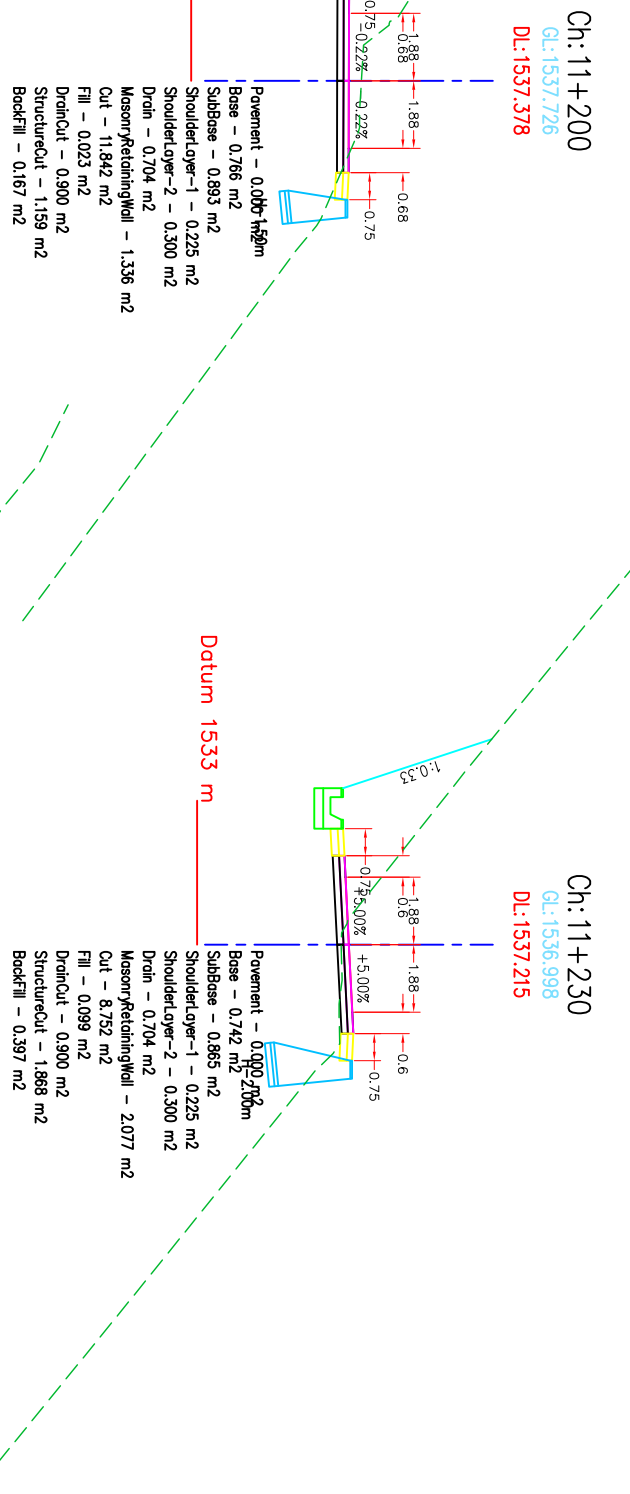 Ch: 11+200
GL:1537.726
DL:1537.378
1.88
1.88
0.68
0.68
0.75
0.75
-0.22%
-0.22%
Pavement - 0.000 m2
Base - 0.766 m2
SubBase - 0.893 m2
ShoulderLayer-1 - 0.225 m2
ShoulderLayer-2 - 0.300 m2
Drain - 0.704 m2
MasonryRetainingWall - 1.336 m2
Cut - 11.842 m2
Fill - 0.023 m2
DrainCut - 0.900 m2
StructureCut - 1.159 m2
BackFill - 0.167 m2
Ch: 11+230
GL:1536.998
DL:1537.215
1:0.33
1.88
1.88
0.6
0.6
0.75
0.75
+5.00%
+5.00%
H=2.00m
Datum 1533 m
Pavement - 0.000 m2
Base - 0.742 m2
SubBase - 0.865 m2
ShoulderLayer-1 - 0.225 m2
ShoulderLayer-2 - 0.300 m2
Drain - 0.704 m2
MasonryRetainingWall - 2.077 m2
Cut - 8.752 m2
Fill - 0.099 m2
DrainCut - 0.900 m2
StructureCut - 1.868 m2
BackFill - 0.397 m2